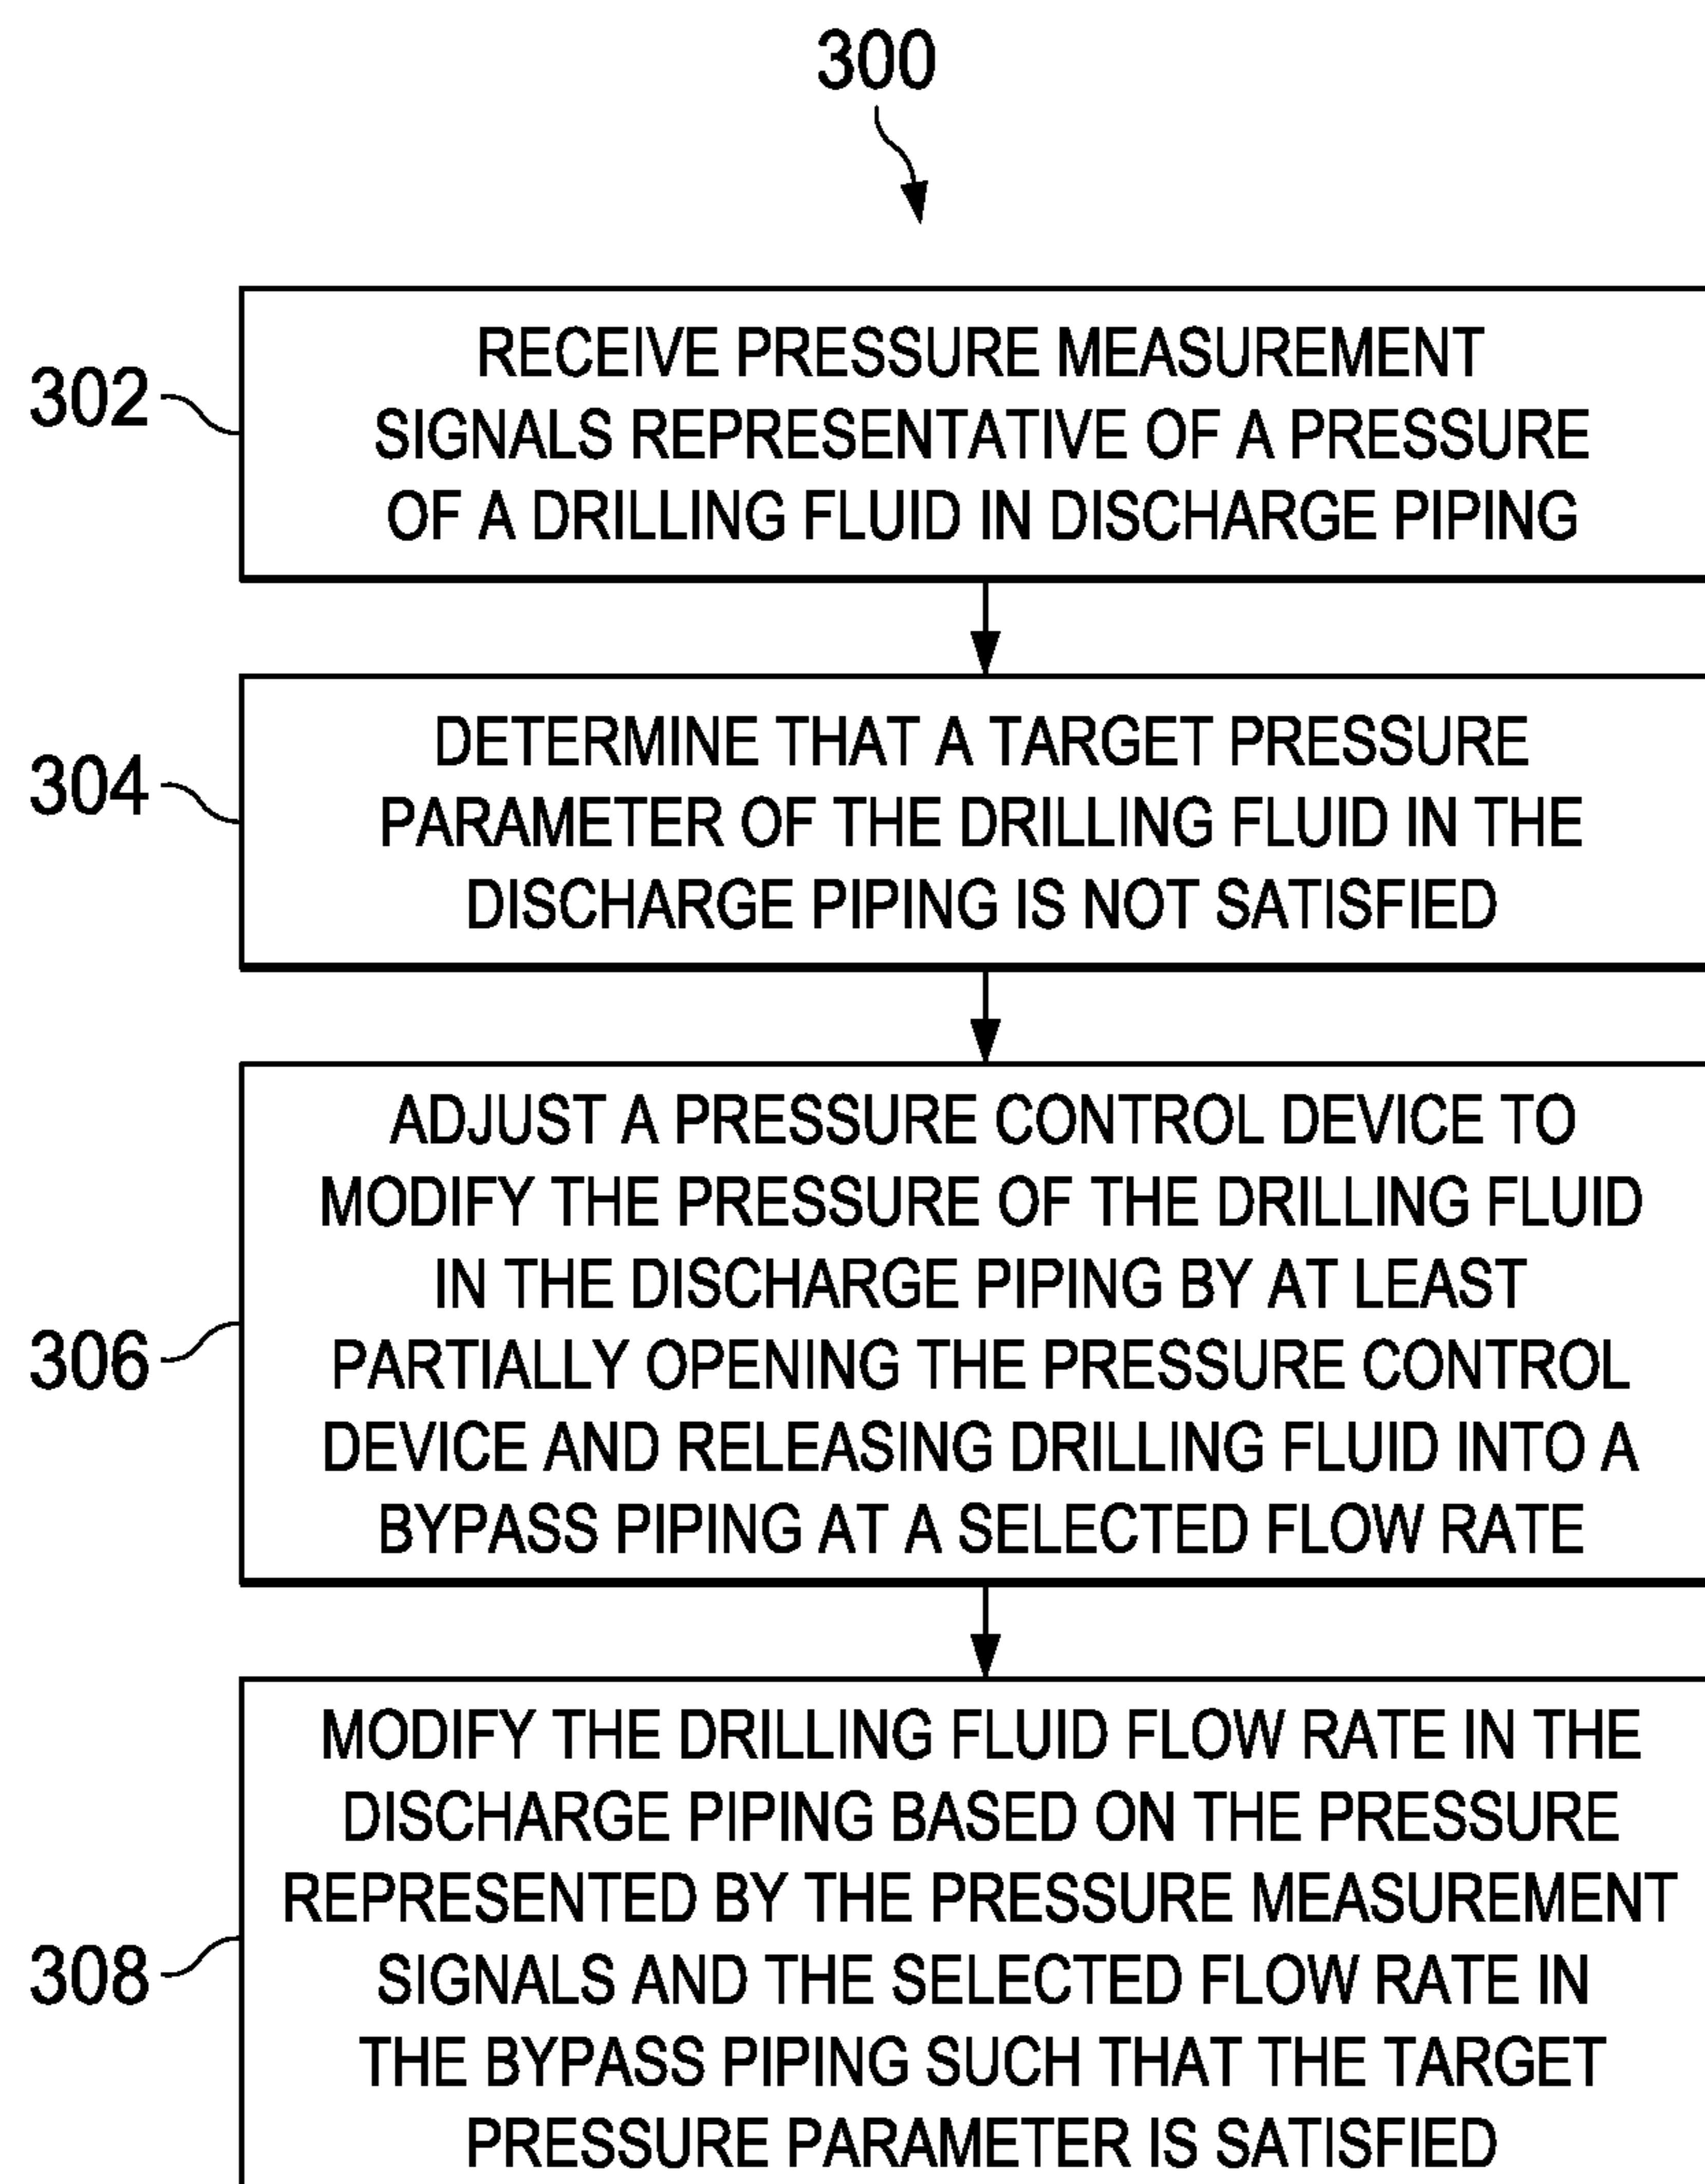 300
302
RECEIVE PRESSURE MEASUREMENT
SIGNALS REPRESENTATIVE OF A PRESSURE
OF A DRILLING FLUID IN DISCHARGE PIPING
304
DETERMINE THAT A TARGET PRESSURE
PARAMETER OF THE DRILLING FLUID IN THE
DISCHARGE PIPING IS NOT SATISFIED
306
ADJUST A PRESSURE CONTROL DEVICE TO
MODIFY THE PRESSURE OF THE DRILLING FLUID
IN THE DISCHARGE PIPING BY AT LEAST
PARTIALLY OPENING THE PRESSURE CONTROL
DEVICE AND RELEASING DRILLING FLUID INTO A
BYPASS PIPING AT A SELECTED FLOW RATE
308
MODIFY THE DRILLING FLUID FLOW RATE IN THE
DISCHARGE PIPING BASED ON THE PRESSURE
REPRESENTED BY THE PRESSURE MEASUREMENT
SIGNALS AND THE SELECTED FLOW RATE IN
THE BYPASS PIPING SUCH THAT THE TARGET
PRESSURE PARAMETER IS SATISFIED